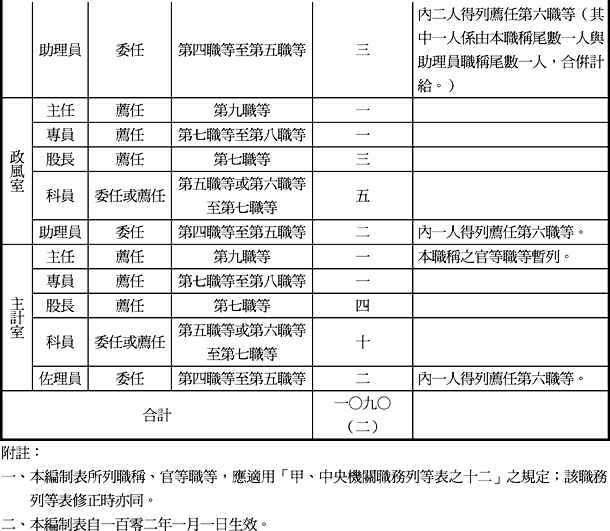 內二人得列薦任第六職等（其
中一人係由本職稱尾數一人與
助理員職稱尾數一人，合併計
給。）
助理員 委任 第四職等至第五職等 三
政風室
主任 薦任 第九職等 一
專員 薦任 第七職等至第八職等 一
股長 薦任 第七職等 三
科員 委任或薦任 第五職等或第六職等
至第七職等 五
助理員 委任 第四職等至第五職等 二 內一人得列薦任第六職等。
主計室
主任 薦任 第九職等 一 本職稱之官等職等暫列。
專員 薦任 第七職等至第八職等 一
股長 薦任 第七職等 四
科員 委任或薦任 第五職等或第六職等
至第七職等 十
佐理員 委任 第四職等至第五職等 二 內一人得列薦任第六職等。
合計 一〇九〇
（二）
附註：
一、本編制表所列職稱、官等職等，應適用「甲、中央機關職務列等表之十二」之規定；該職務
列等表修正時亦同。
二、本編制表自一百零二年一月一日生效。